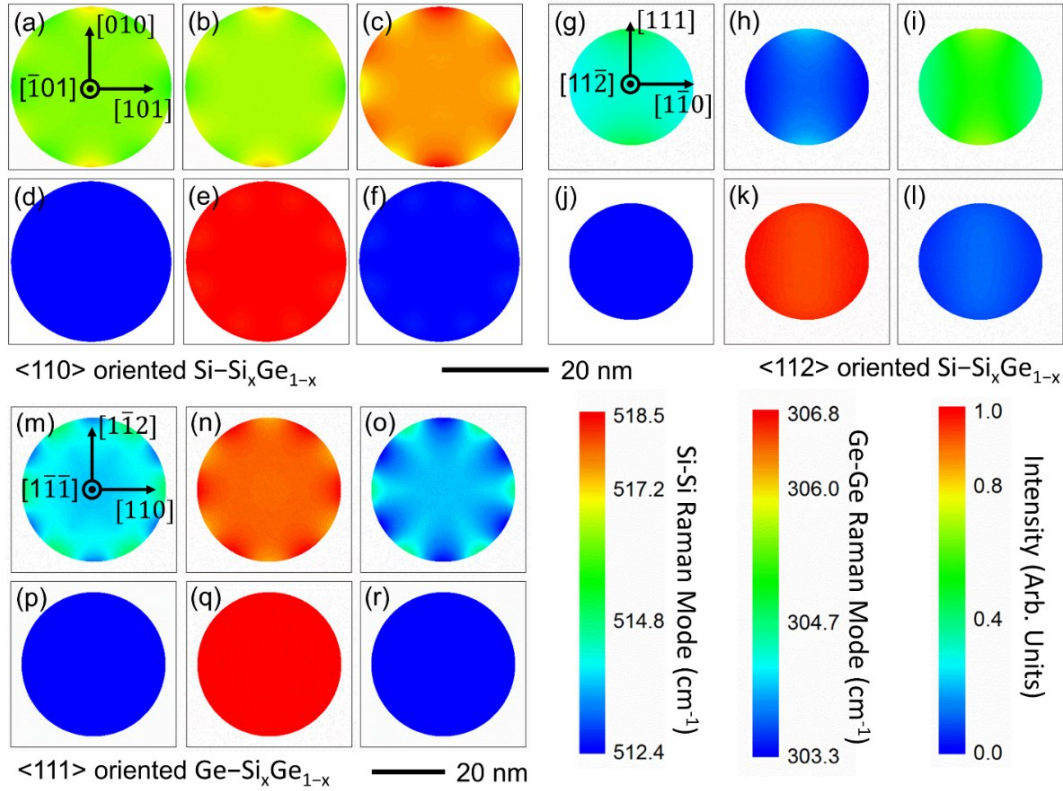 (a) (b) (c) (g) (h) (i)
[010] [111]
[1̅01] [112̅]
[101] [11̅0]
(d) (e) (f) (j) (k) (l)
<110> oriented Si−SiₓGe₁₋ₓ 20 nm <112> oriented Si−SiₓGe₁₋ₓ
(m) (n) (o)
[11̅2]
[11̅1̅]
[110]
(p) (q) (r)
<111> oriented Ge−SiₓGe₁₋ₓ 20 nm
518.5
517.2
514.8
512.4
Si-Si Raman Mode (cm⁻¹)
306.8
306.0
304.7
303.3
Ge-Ge Raman Mode (cm⁻¹)
1.0
0.8
0.4
0.0
Intensity (Arb. Units)